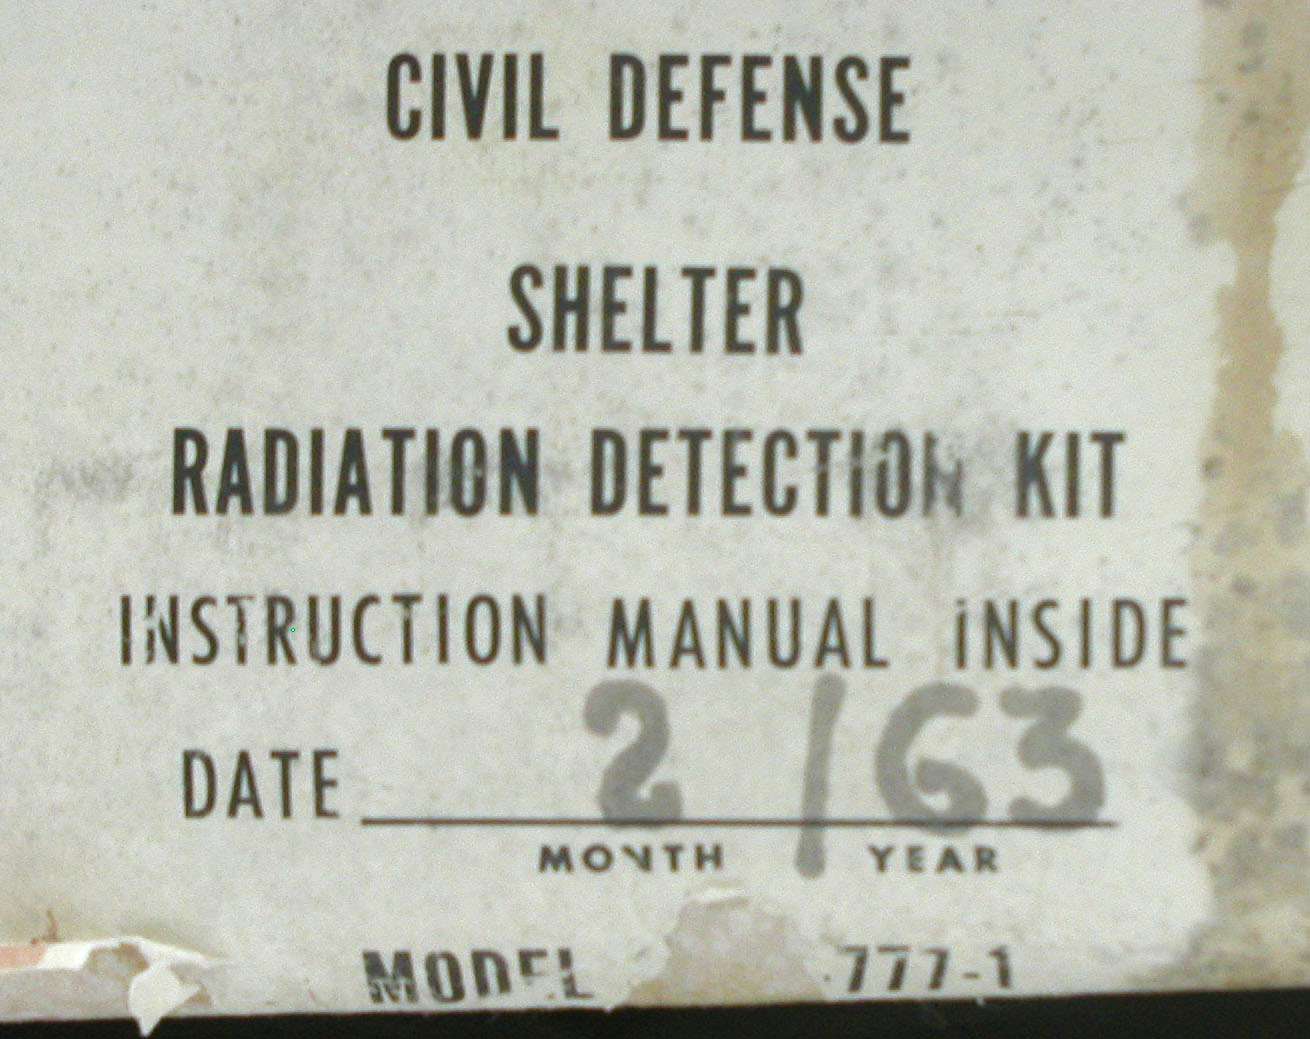 CIVIL DEFENSE
SHELTER
RADIATION DETECTION KIT
INSTRUCTION MANUAL INSIDE
DATE 2/63
MONTH YEAR
MODEL 777-1